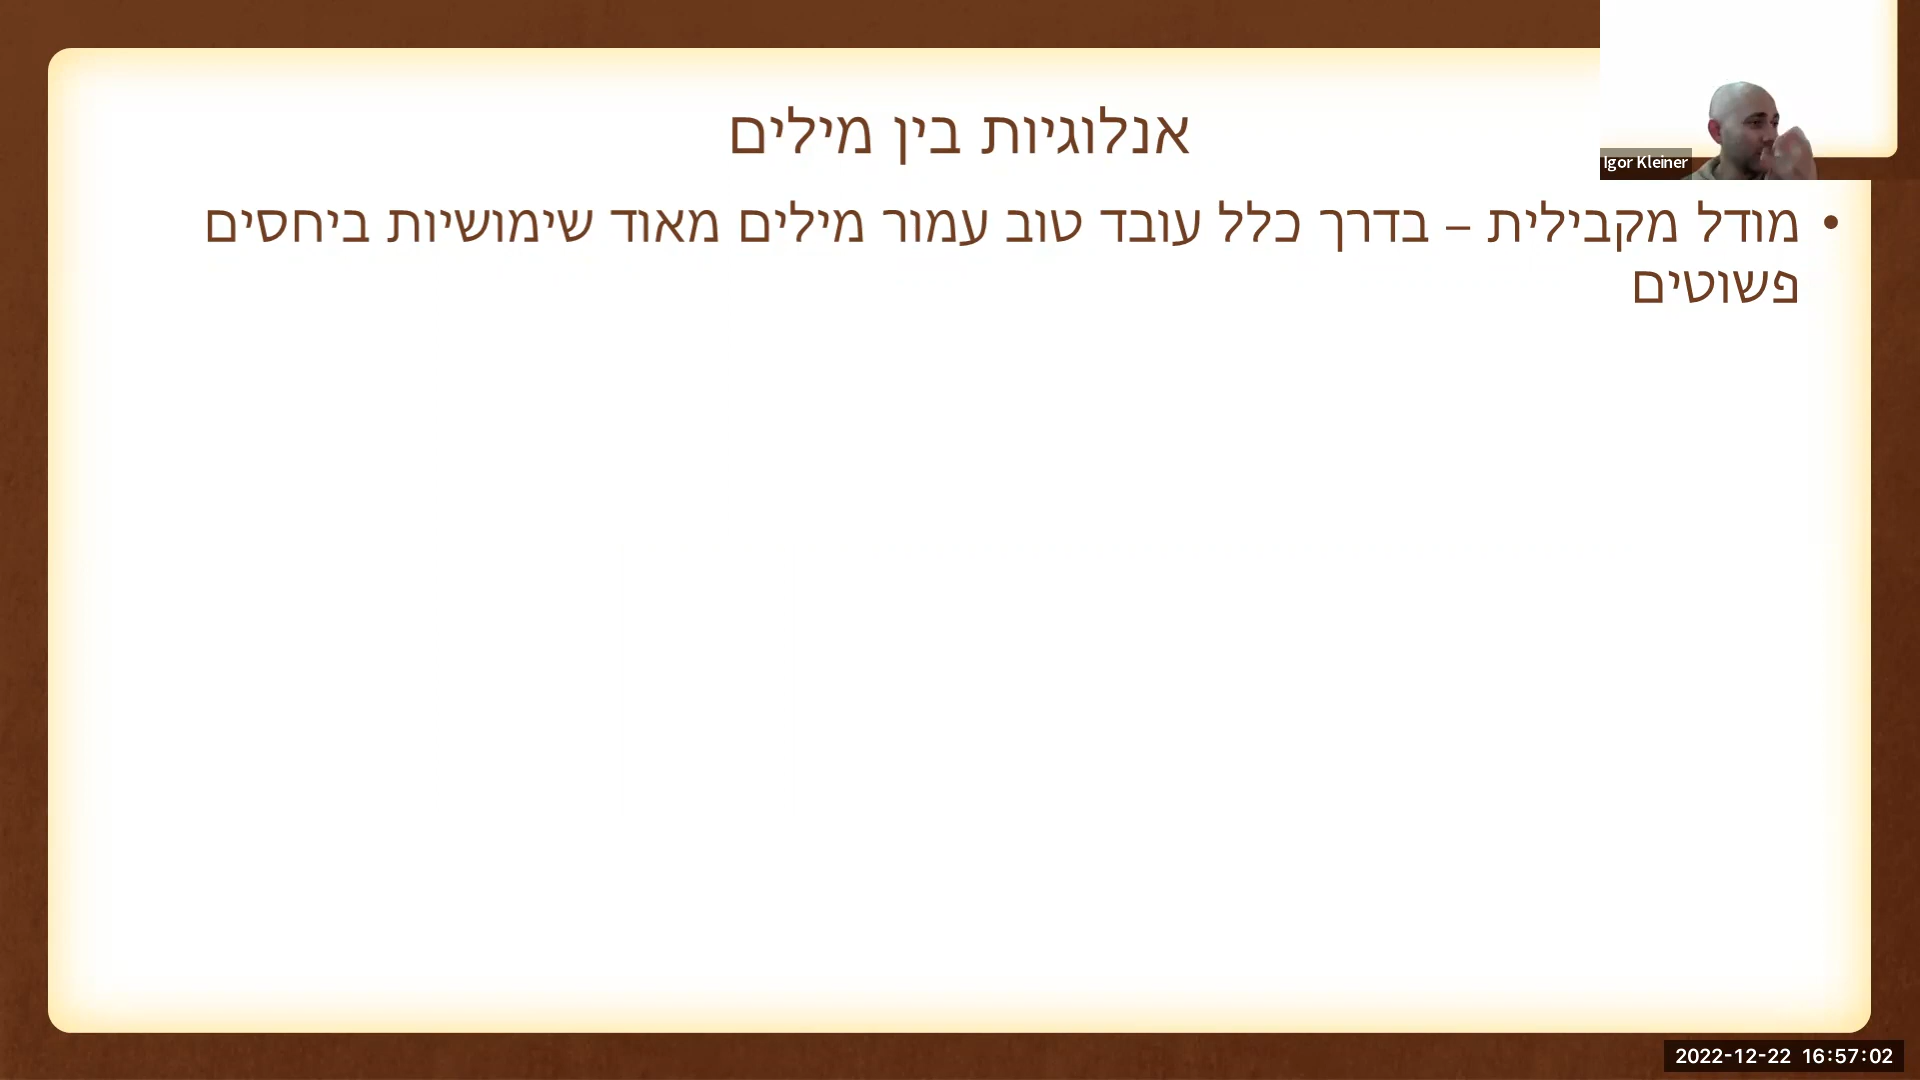 אנלוגיות בין מילים
• מודל מקבילית – בדרך כלל עובד טוב עמור מילים מאוד שימושיות ביחסים
פשוטים
Igor Kleiner
2022-12-22 16:57:02